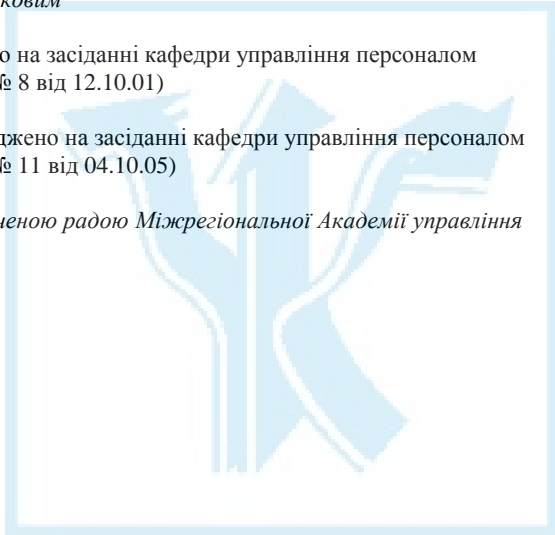 ковим
о на засіданні кафедри управління персоналом
№ 8 від 12.10.01)
джено на засіданні кафедри управління персоналом
№ 11 від 04.10.05)
ченою радою Міжрегіональної Академії управління